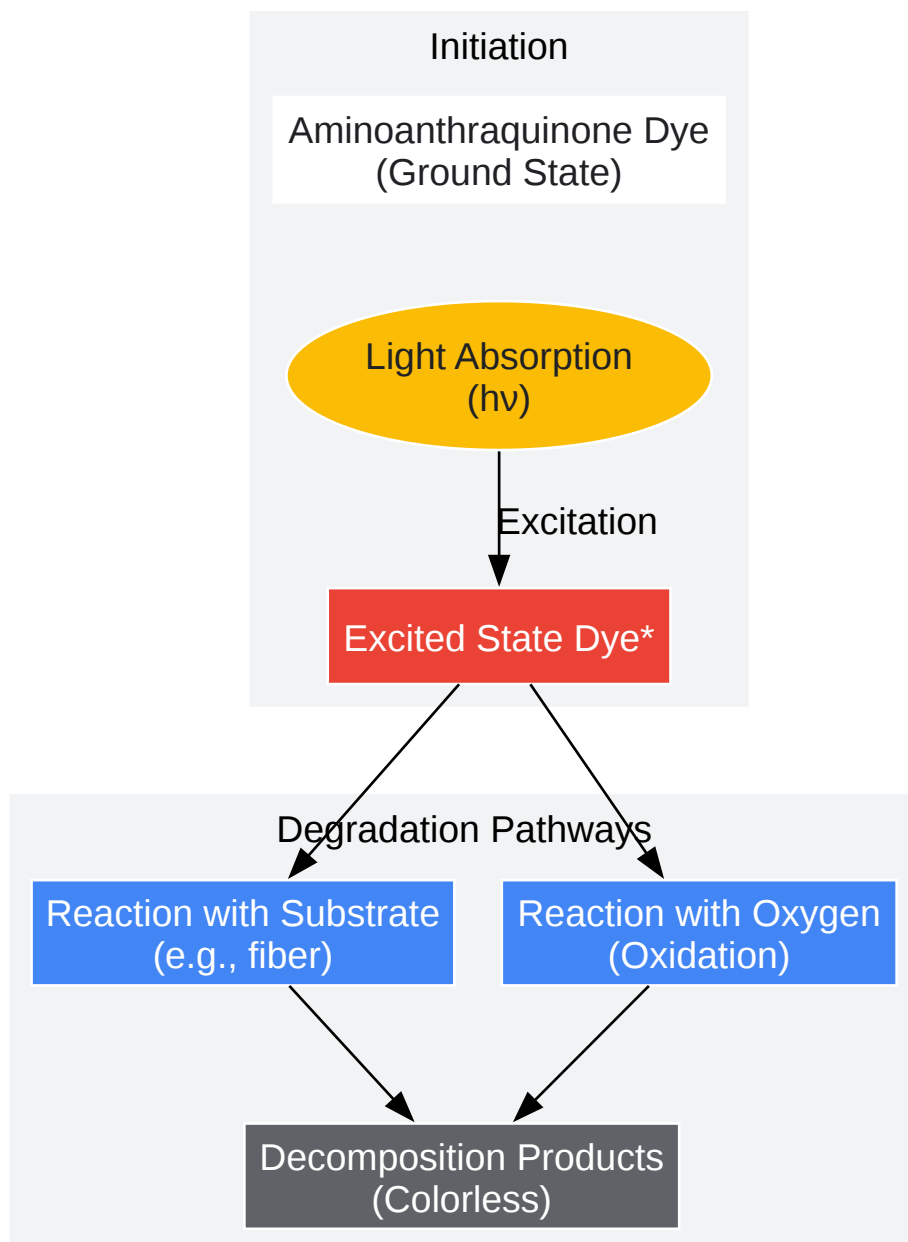 Initiation
Aminoanthraquinone Dye
(Ground State)
Light Absorption
(hν)
Excitation
Excited State Dye*
Degradation Pathways
Reaction with Substrate
(e.g., fiber)
Reaction with Oxygen
(Oxidation)
Decomposition Products
(Colorless)